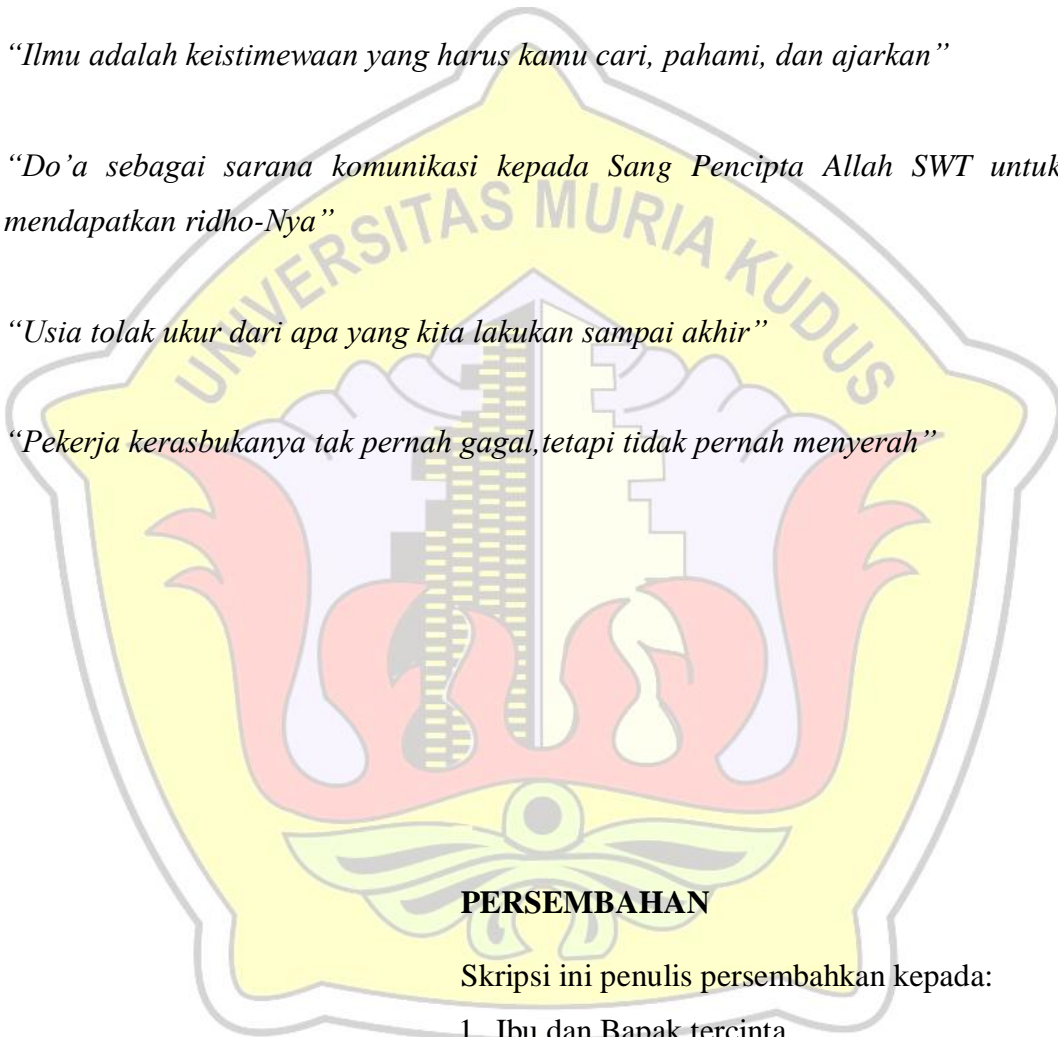 “Ilmu adalah keistimewaan yang harus kamu cari, pahami, dan ajarkan”
“Do’a sebagai sarana komunikasi kepada Sang Pencipta Allah SWT untuk
mendapatkan ridho-Nya”
UNIVERSITAS MURIA KUDUS
“Usia tolak ukur dari apa yang kita lakukan sampai akhir”
“Pekerja kerasbukanya tak pernah gagal,tetapi tidak pernah menyerah”
PERSEMBAHAN
Skripsi ini penulis persembahkan kepada:
1. Ibu dan Bapak tercinta